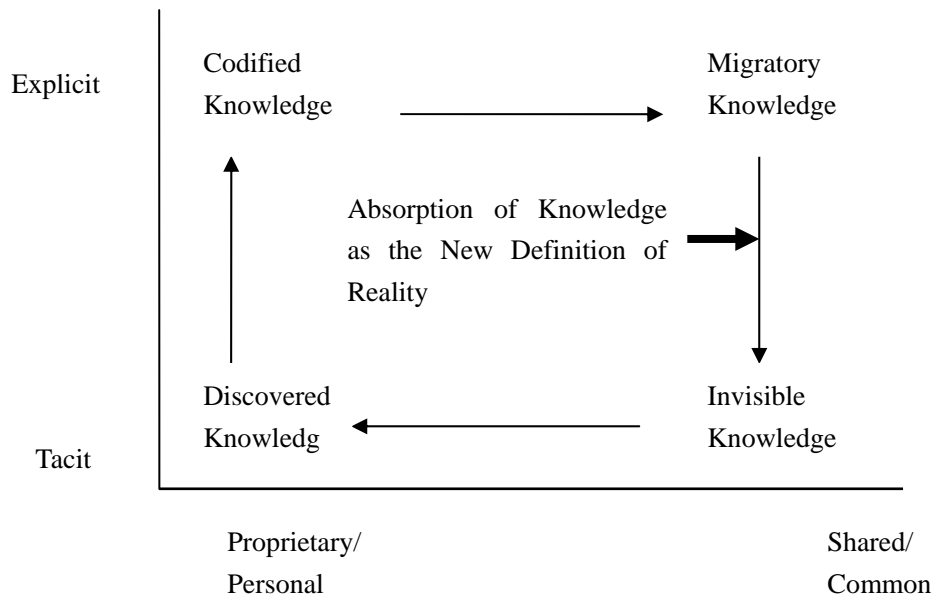 Explicit
Codified
Knowledge
Migratory
Knowledge
Absorption of Knowledge
as the New Definition of
Reality
Discovered
Knowledg
Invisible
Knowledge
Tacit
Proprietary/
Personal
Shared/
Common